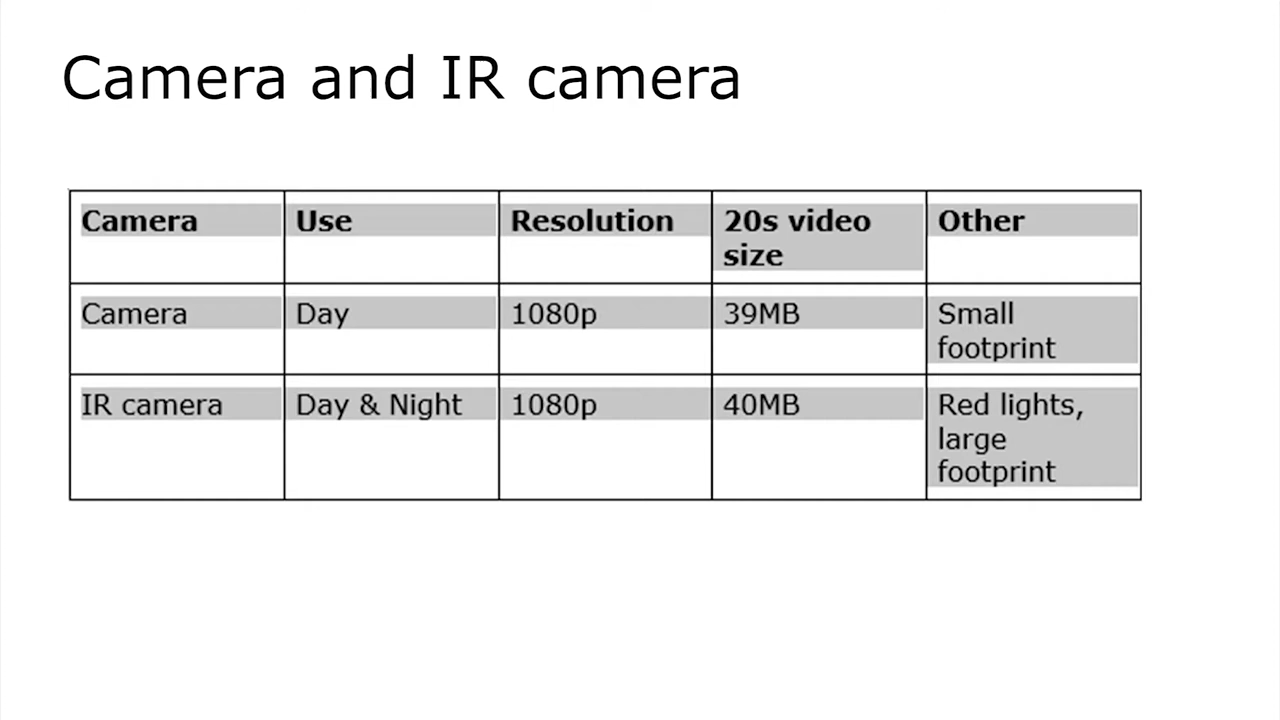 Camera and IR camera
Camera Use Resolution 20s video size Other
Camera Day 1080p 39MB Small footprint
IR camera Day & Night 1080p 40MB Red lights, large footprint